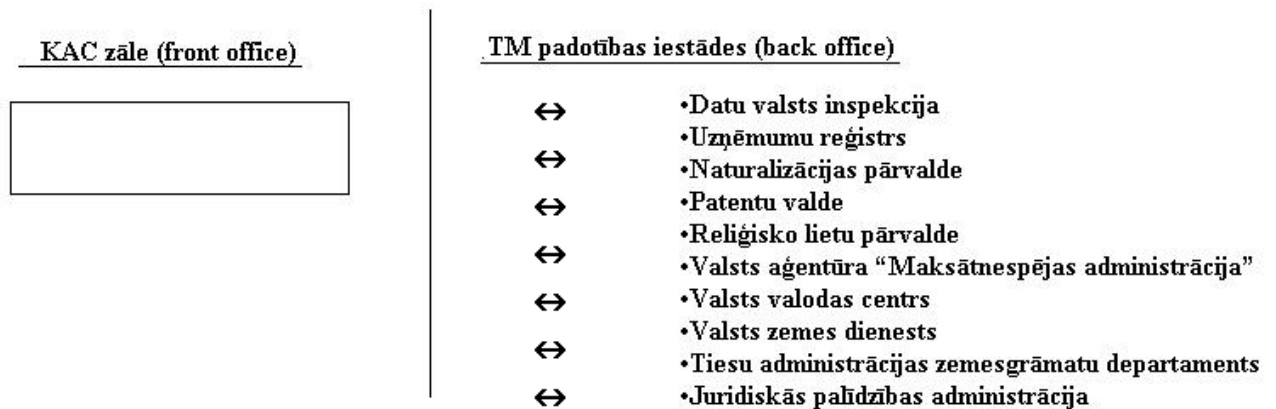 KAC zāle (front office)
TM padotības iestādes (back office)
↔ •Datu valsts inspekcija
•Uzņēmumu reģistrs
↔ •Naturalizācijas pārvalde
↔ •Patentu valde
•Reliģisko lietu pārvalde
↔ •Valsts aģentūra “Maksātnespējas administrācija”
↔ •Valsts valodas centrs
•Valsts zemes dienests
↔ •Tiesu administrācijas zemesgrāmatu departaments
↔ •Juridiskās palīdzības administrācija